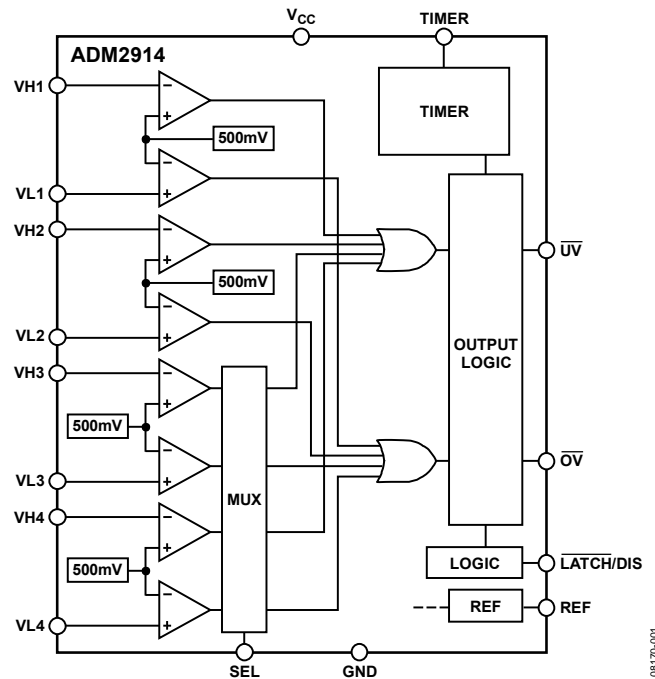 VCC
TIMER
ADM2914
VH1
TIMER
500mV
VL1
VH2
UV
500mV
OUTPUT
LOGIC
VL2
VH3
500mV
OV
VL3
MUX
VH4
LOGIC
LATCH/DIS
500mV
REF
REF
VL4
SEL
GND
08170-001